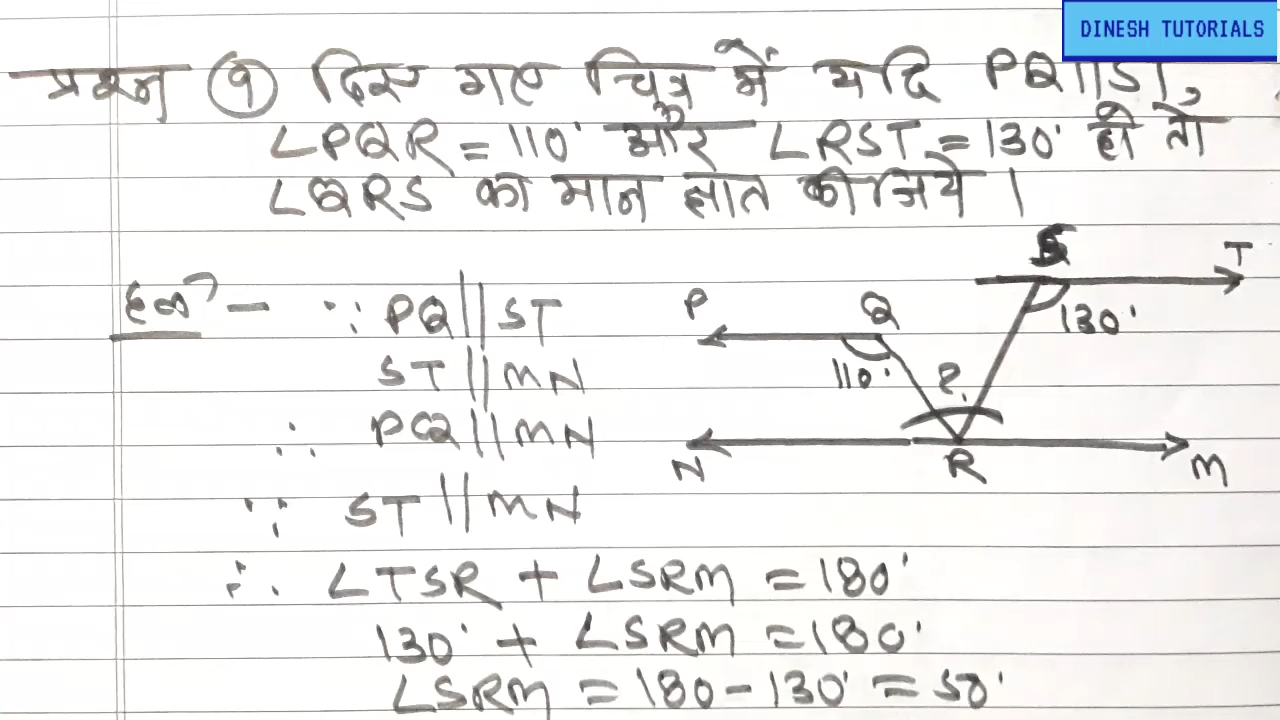 DINESH TUTORIALS
प्रश्न ① दिए गए चित्र में यदि PQ||ST,
∠PQR = 110° और ∠RST = 130° हो तो
∠QRS का मान ज्ञात कीजिये।
हल - ∵ PQ||ST
ST||MN
∴ PQ||MN
∵ ST||MN
∴ ∠TSR + ∠SRM = 180°
130° + ∠SRM = 180°
∠SRM = 180 - 130° = 50°
S T
130°
P Q
110° ?
N R M